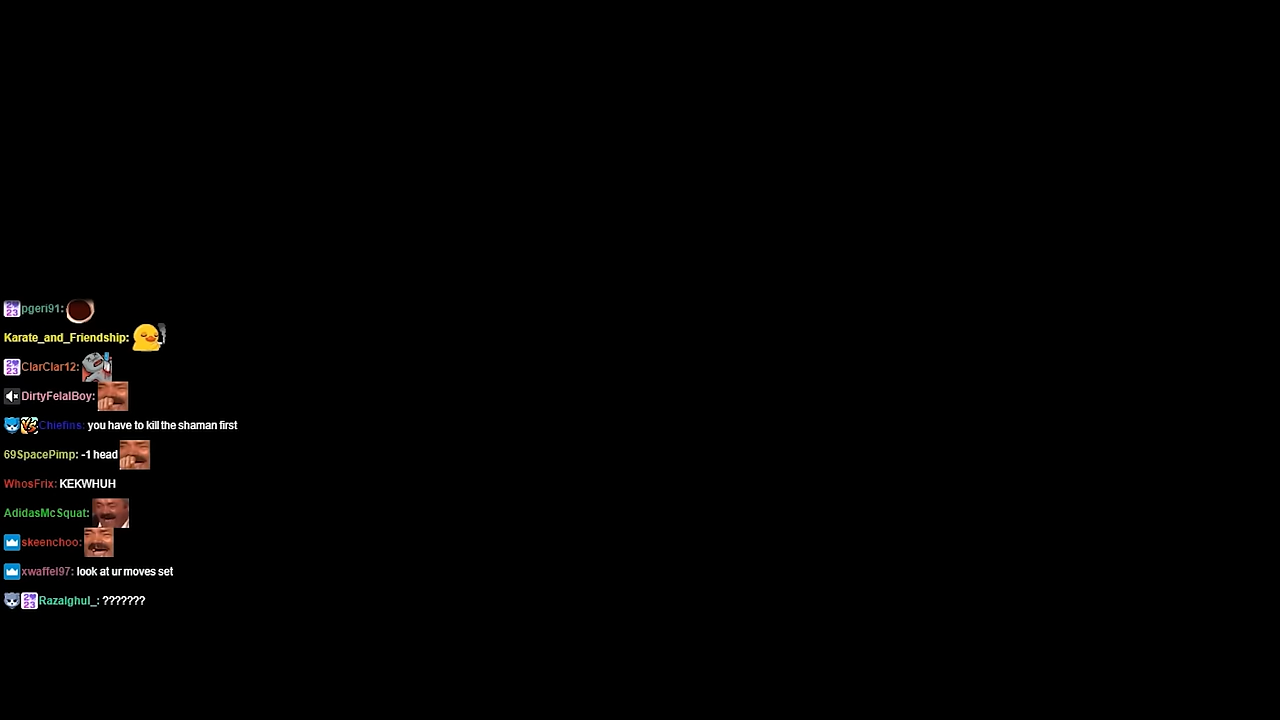 pgeri91:
Karate_and_Friendship:
ClarClar12:
DirtyFelalBoy:
Chiefins: you have to kill the shaman first
69SpacePimp: -1 head
WhosFrix: KEKWHUH
AdidasMcSquat:
skeenchoo:
xwaffel97: look at ur moves set
Razalghul_: ???????